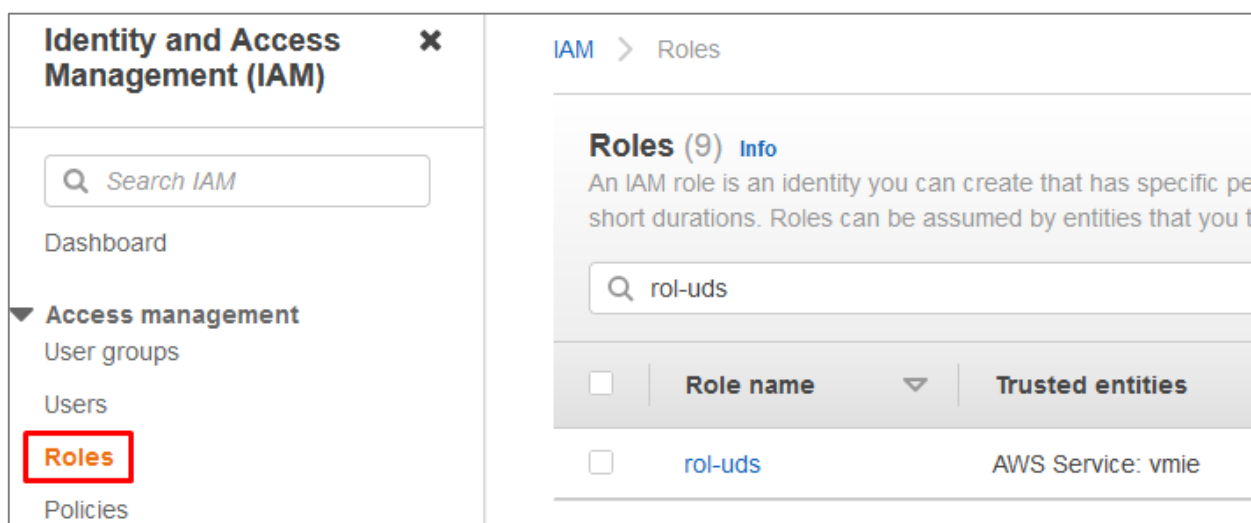 Identity and Access
Management (IAM)
Search IAM
Dashboard
Access management
User groups
Users
Roles
Policies
IAM > Roles
Roles (9) Info
An IAM role is an identity you can create that has specific
short durations. Roles can be assumed by entities that you
rol-uds
Role name Trusted entities
rol-uds AWS Service: vmie